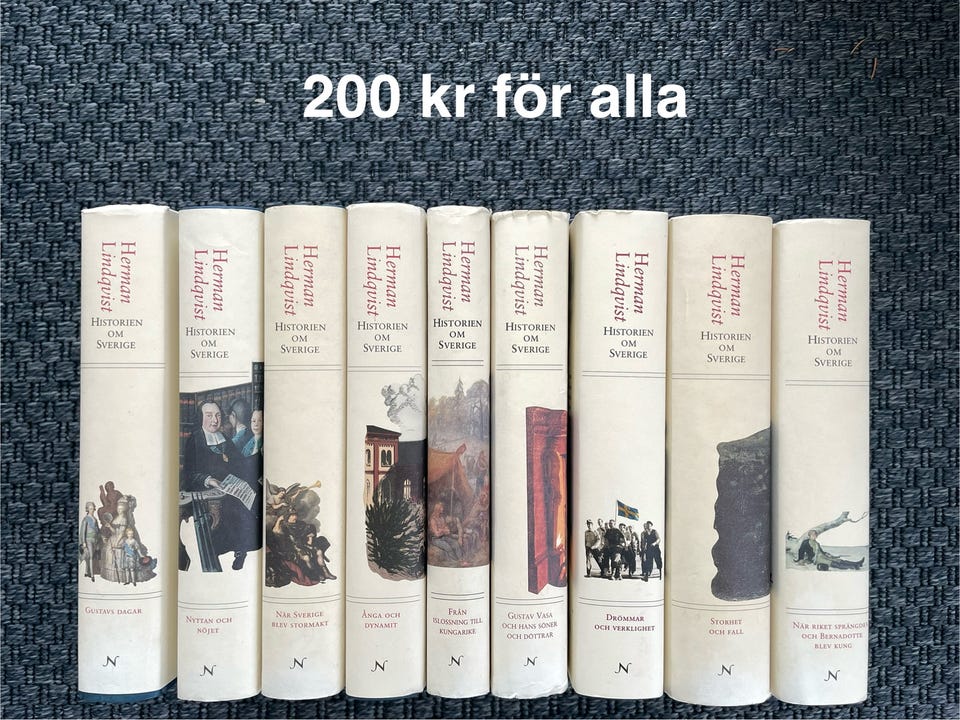 200 kr för alla
Herman
Lindqvist
Historien
om
Sverige
Gustavs dagar
N
Herman
Lindqvist
Historien
om
Sverige
Nyttan och
nöjet
N
Herman
Lindqvist
Historien
om
Sverige
När Sverige
blev stormakt
N
Herman
Lindqvist
Historien
om
Sverige
Ånga och
dynamit
N
Herman
Lindqvist
Historien
om
Sverige
Från
islossning till
kungarike
N
Herman
Lindqvist
Historien
om
Sverige
Gustav Vasa
och hans söner
och döttrar
N
Herman
Lindqvist
Historien
om
Sverige
Drömmar
och verklighet
N
Herman
Lindqvist
Historien
om
Sverige
Storhet
och fall
N
Herman
Lindqvist
Historien
om
Sverige
När riket sprängdes
och Bernadotte
blev kung
N